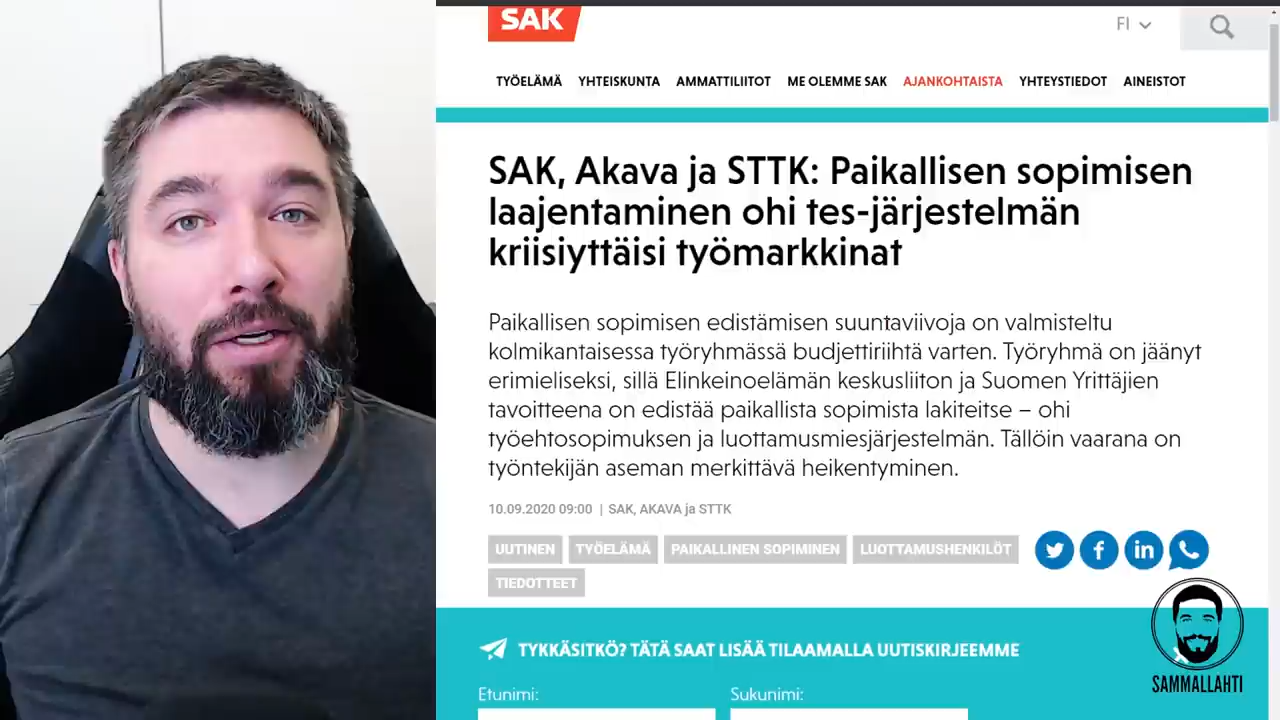 SAK
FI
TYÖELÄMÄ YHTEISKUNTA AMMATTILIITOT ME OLEMME SAK AJANKOHTAISTA YHTEYSTIEDOT AINEISTOT
SAK, Akava ja STTK: Paikallisen sopimisen
laajentaminen ohi tes-järjestelmän
kriisiyttäisi työmarkkinat
Paikallisen sopimisen edistämisen suuntaviivoja on valmisteltu
kolmikantaisessa työryhmässä budjettiriihtä varten. Työryhmä on jäänyt
erimieliseksi, sillä Elinkeinoelämän keskusliiton ja Suomen Yrittäjien
tavoitteena on edistää paikallista sopimista lakiteitse – ohi
työehtosopimuksen ja luottamusmiesjärjestelmän. Tällöin vaarana on
työntekijän aseman merkittävä heikentyminen.
10.09.2020 09:00 | SAK, AKAVA ja STTK
UUTINEN TYÖELÄMÄ PAIKALLINEN SOPIMINEN LUOTTAMUSHENKILÖT
TIEDOTTEET
TYKKÄSITKÖ? TÄTÄ SAAT LISÄÄ TILAAMALLA UUTISKIRJEEMME
SAMMALLAHTI
Etunimi: Sukunimi: